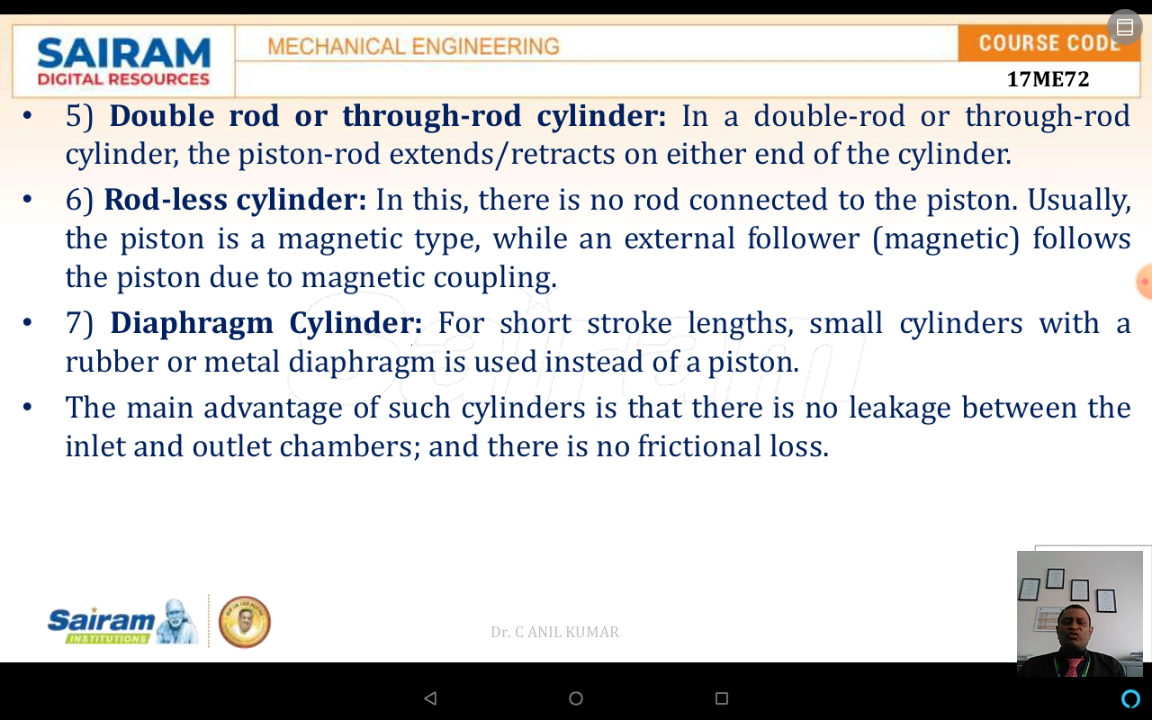 SAIRAM
DIGITAL RESOURCES
MECHANICAL ENGINEERING
COURSE CODE
17ME72
• 5) Double rod or through-rod cylinder: In a double-rod or through-rod
cylinder, the piston-rod extends/retracts on either end of the cylinder.
• 6) Rod-less cylinder: In this, there is no rod connected to the piston. Usually,
the piston is a magnetic type, while an external follower (magnetic) follows
the piston due to magnetic coupling.
• 7) Diaphragm Cylinder: For short stroke lengths, small cylinders with a
rubber or metal diaphragm is used instead of a piston.
• The main advantage of such cylinders is that there is no leakage between the
inlet and outlet chambers; and there is no frictional loss.
Sairam
Sairam
INSTITUTIONS
Dr. C ANIL KUMAR